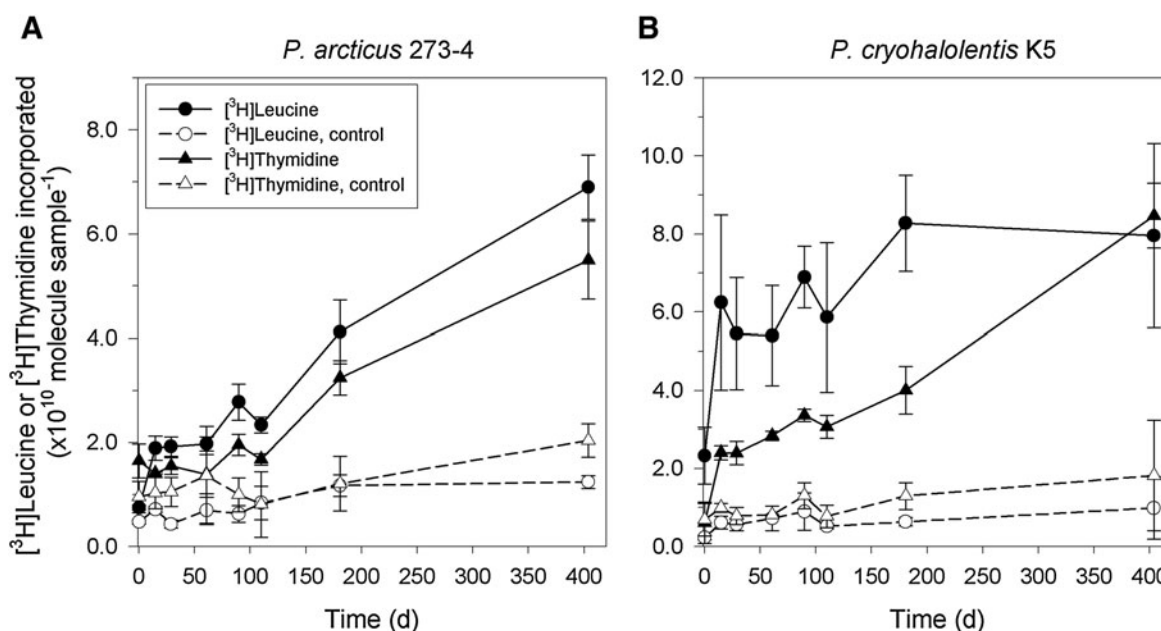 A
P. arcticus 273-4
B
P. cryohalolentis K5
[³H]Leucine or [³H]Thymidine incorporated
(x10¹⁰ molecule sample⁻¹)
[³H]Leucine
[³H]Leucine, control
[³H]Thymidine
[³H]Thymidine, control
8.0
6.0
4.0
2.0
0.0
0 50 100 150 200 250 300 350 400
Time (d)
12.0
10.0
8.0
6.0
4.0
2.0
0.0
0 50 100 150 200 250 300 350 400
Time (d)